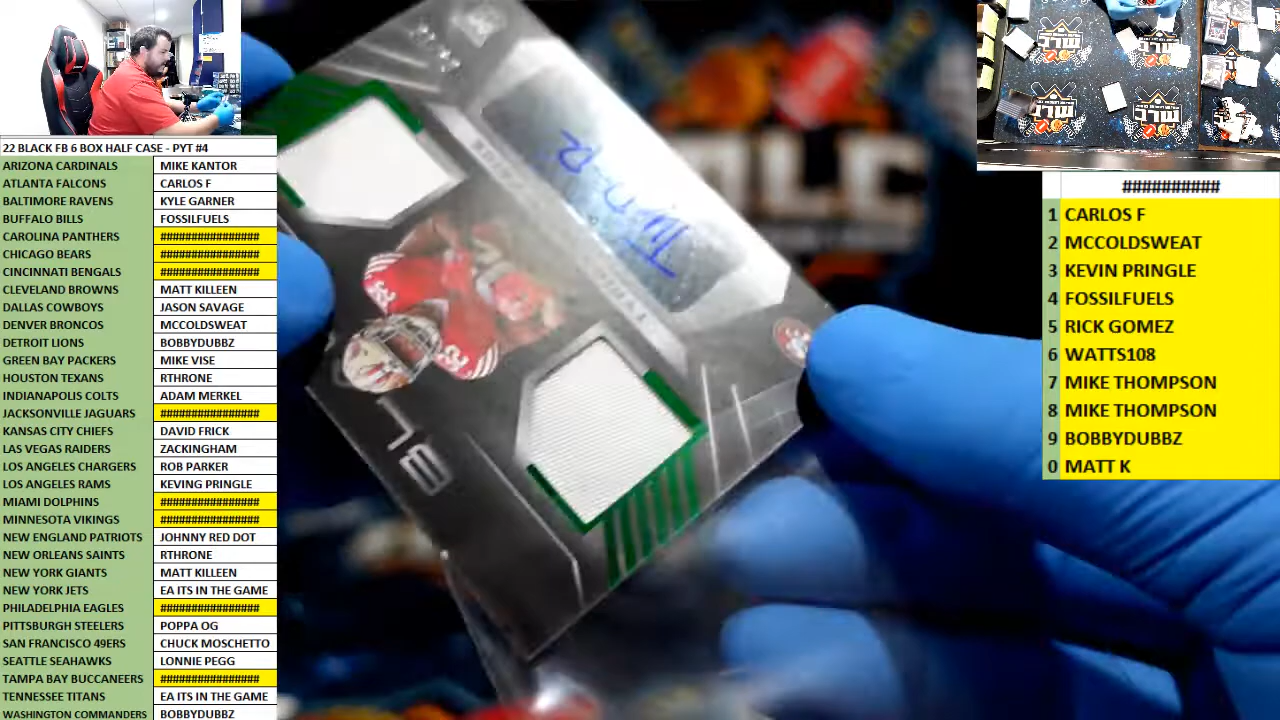 22 BLACK FB 6 BOX HALF CASE - PYT #4
ARIZONA CARDINALS MIKE KANTOR
ATLANTA FALCONS CARLOS F
BALTIMORE RAVENS KYLE GARNER
BUFFALO BILLS FOSSILFUELS
CAROLINA PANTHERS ################
CHICAGO BEARS ################
CINCINNATI BENGALS ################
CLEVELAND BROWNS MATT KILLEEN
DALLAS COWBOYS JASON SAVAGE
DENVER BRONCOS MCCOLDSWEAT
DETROIT LIONS BOBBYDUBBZ
GREEN BAY PACKERS MIKE VISE
HOUSTON TEXANS RTHRONE
INDIANAPOLIS COLTS ADAM MERKEL
JACKSONVILLE JAGUARS ################
KANSAS CITY CHIEFS DAVID FRICK
LAS VEGAS RAIDERS ZACKINGHAM
LOS ANGELES CHARGERS ROB PARKER
LOS ANGELES RAMS KEVING PRINGLE
MIAMI DOLPHINS ################
MINNESOTA VIKINGS ################
NEW ENGLAND PATRIOTS JOHNNY RED DOT
NEW ORLEANS SAINTS RTHRONE
NEW YORK GIANTS MATT KILLEEN
NEW YORK JETS EA ITS IN THE GAME
PHILADELPHIA EAGLES ################
PITTSBURGH STEELERS POPPA OG
SAN FRANCISCO 49ERS CHUCK MOSCHETTO
SEATTLE SEAHAWKS LONNIE PEGG
TAMPA BAY BUCCANEERS ################
TENNESSEE TITANS EA ITS IN THE GAME
WASHINGTON COMMANDERS BOBBYDUBBZ
##########
1 CARLOS F
2 MCCOLDSWEAT
3 KEVIN PRINGLE
4 FOSSILFUELS
5 RICK GOMEZ
6 WATTS108
7 MIKE THOMPSON
8 MIKE THOMPSON
9 BOBBYDUBBZ
0 MATT K
MLC